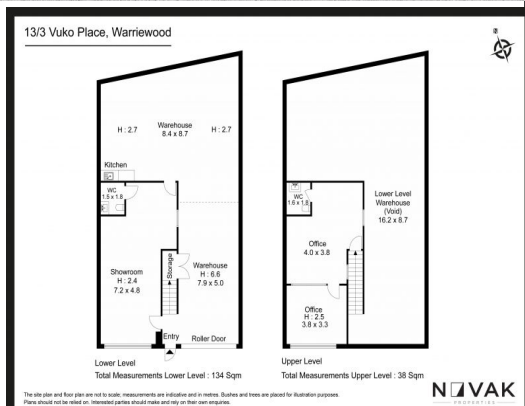 13/3 Vuko Place, Warriewood
N
H : 2.7
Warehouse
8.4 x 8.7
H : 2.7
Kitchen
WC
1.5 x 1.8
Storage
Showroom
H : 2.4
7.2 x 4.8
Warehouse
H : 6.6
7.9 x 5.0
Entry
Roller Door
Lower Level
Total Measurements Lower Level : 134 Sqm
WC
1.6 x 1.8
Lower Level
Warehouse
(Void)
16.2 x 8.7
Office
4.0 x 3.8
Office
H : 2.5
3.8 x 3.3
Upper Level
Total Measurements Upper Level : 38 Sqm
The site plan and floor plan are not to scale, measurements are indicative and in metres. Bushes and trees are placed for illustration purposes.
Plans should not be relied on. Interested parties should make and rely on their own enquiries.
NOVAK
PROPERTIES